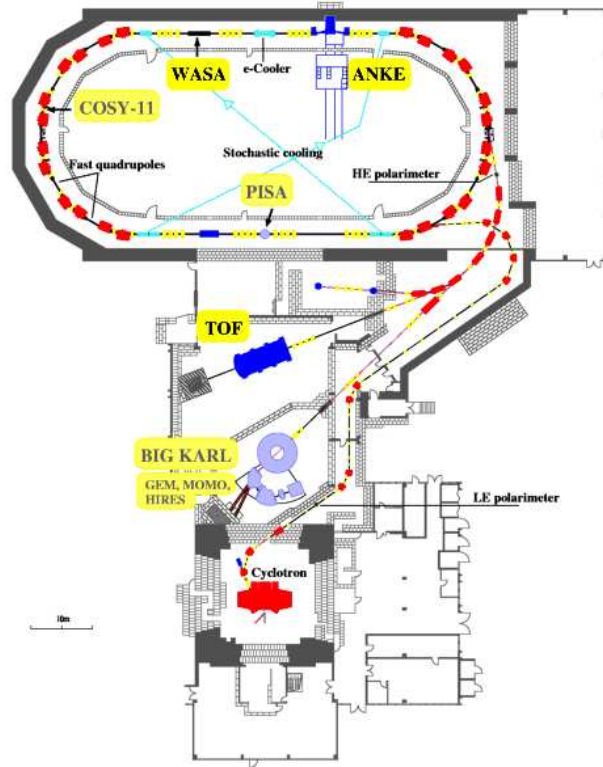 WASA
e-Cooler
ANKE
COSY-11
Stochastic cooling
Fast quadrupoles
HE polarimeter
PISA
TOF
BIG KARL
GEM, MOMO,
HIRES
LE polarimeter
Cyclotron
10m